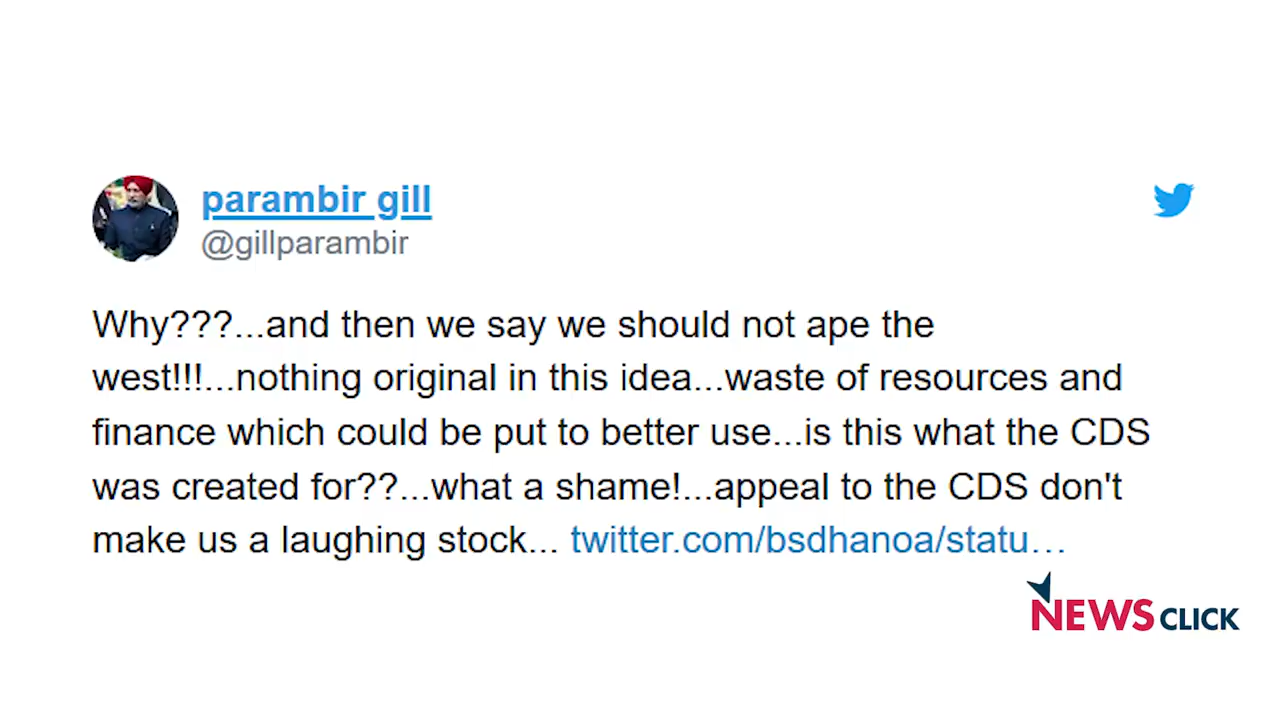 parambir gill
@gillparambir
Why???...and then we say we should not ape the
west!!!...nothing original in this idea...waste of resources and
finance which could be put to better use...is this what the CDS
was created for??...what a shame!...appeal to the CDS don't
make us a laughing stock... twitter.com/bsdhanoa/statu…
NEWSCLICK